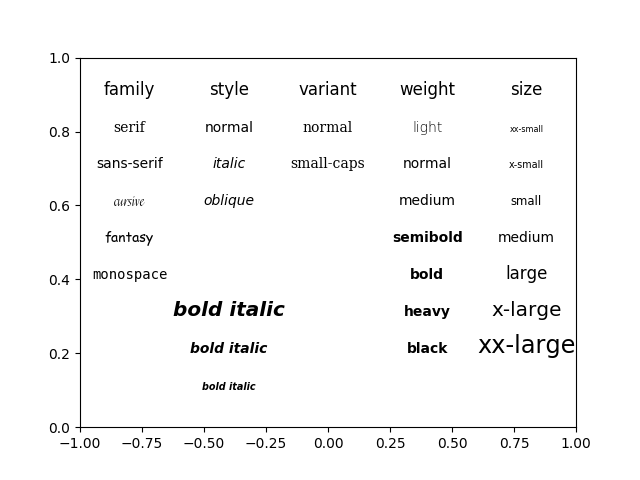 1.0
family style variant weight size
serif normal normal light xx-small
0.8
sans-serif italic small-caps normal x-small
cursive oblique medium small
0.6
fantasy semibold medium
monospace bold large
0.4
bold italic heavy x-large
bold italic black xx-large
0.2
bold italic
0.0
−1.00 −0.75 −0.50 −0.25 0.00 0.25 0.50 0.75 1.00